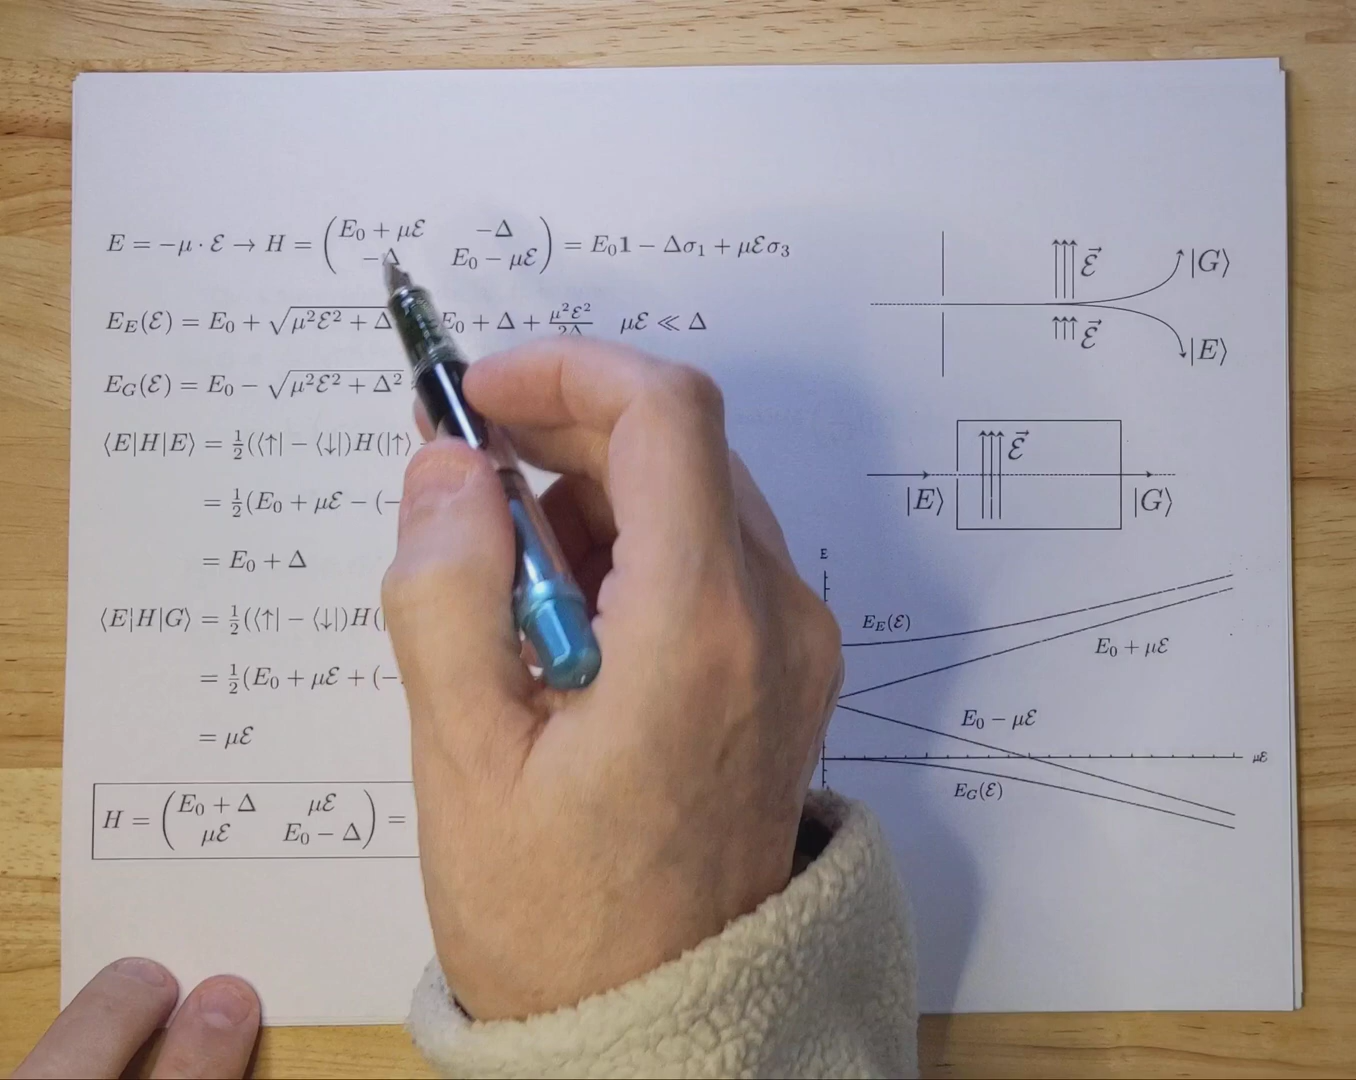 E = −μ · ℰ → H = ( E₀ + μℰ −Δ
−Δ E₀ − μℰ ) = E₀𝟏 − Δσ₁ + μℰσ₃
E_E(ℰ) = E₀ + √(μ²ℰ² + Δ E₀ + Δ + μ²ℰ²/2Δ μℰ ≪ Δ
E_G(ℰ) = E₀ − √(μ²ℰ² + Δ²)
⟨E|H|E⟩ = ½(⟨↑| − ⟨↓|)H(|↑⟩
= ½(E₀ + μℰ − (−
= E₀ + Δ
⟨E|H|G⟩ = ½(⟨↑| − ⟨↓|)H(
= ½(E₀ + μℰ + (−
= μℰ
H = ( E₀ + Δ μℰ
μℰ E₀ − Δ ) =
ℰ⃗ |G⟩
ℰ⃗ |E⟩
ℰ⃗
|E⟩ |G⟩
E
E_E(ℰ)
E₀ + μℰ
E₀ − μℰ
μℰ
E_G(ℰ)